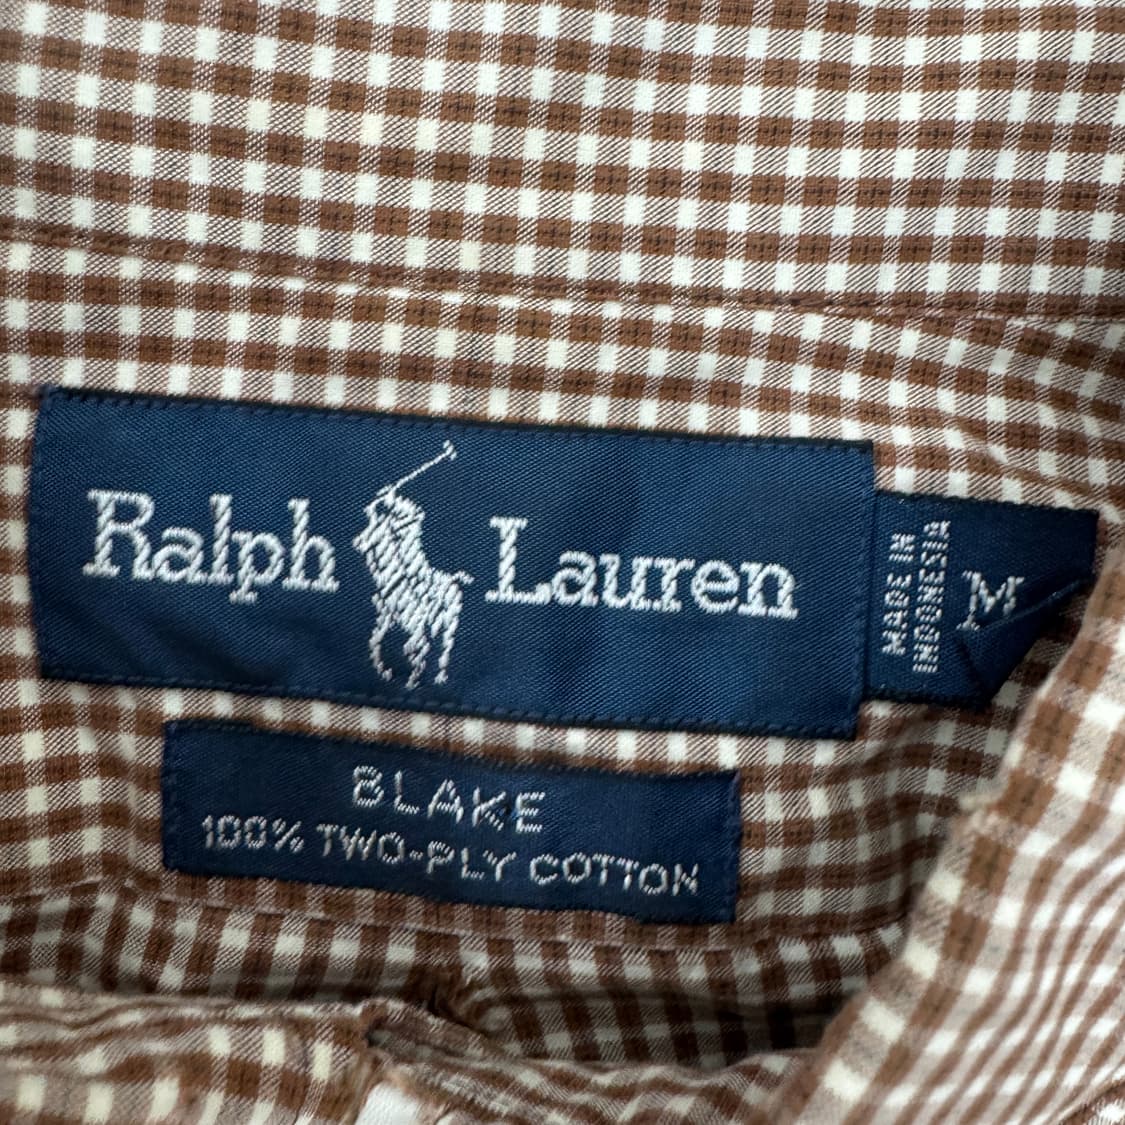 Ralph Lauren
MADE IN
INDONESIA
M
BLAKE
100% TWO-PLY COTTON